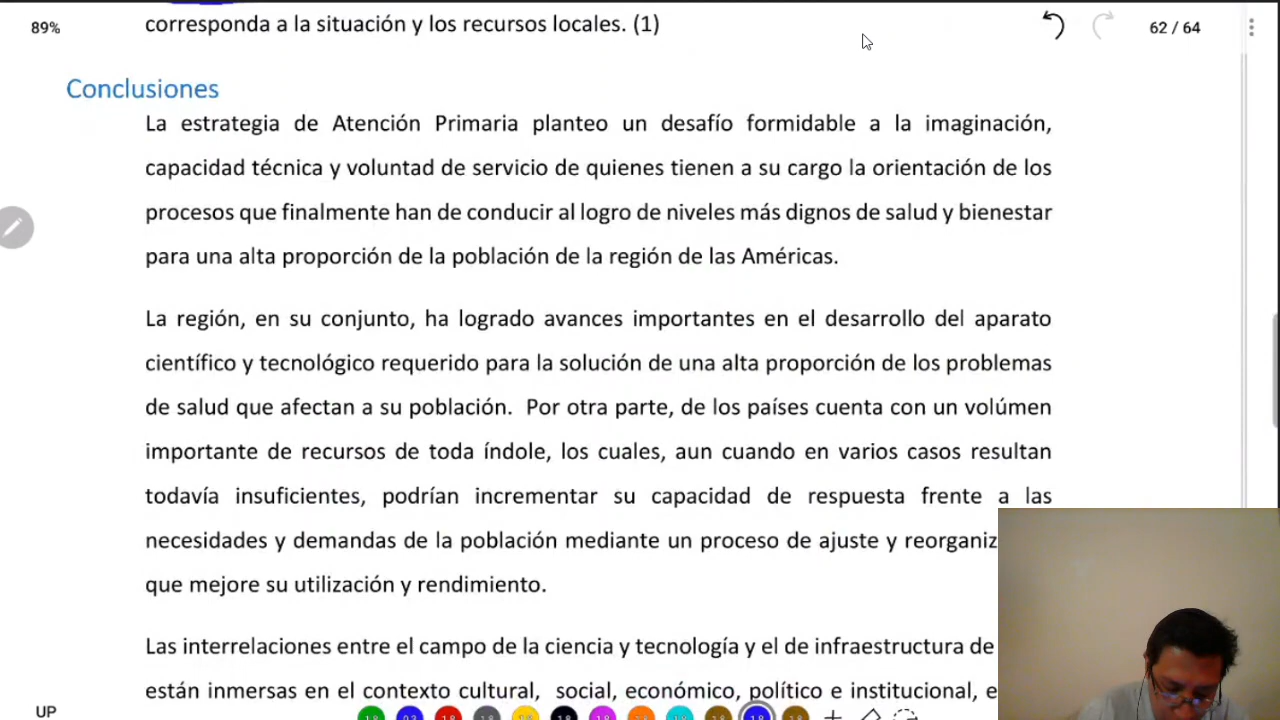 89%
corresponda a la situación y los recursos locales. (1)
62 / 64
Conclusiones
La estrategia de Atención Primaria planteo un desafío formidable a la imaginación,
capacidad técnica y voluntad de servicio de quienes tienen a su cargo la orientación de los
procesos que finalmente han de conducir al logro de niveles más dignos de salud y bienestar
para una alta proporción de la población de la región de las Américas.
La región, en su conjunto, ha logrado avances importantes en el desarrollo del aparato
científico y tecnológico requerido para la solución de una alta proporción de los problemas
de salud que afectan a su población. Por otra parte, de los países cuenta con un volúmen
importante de recursos de toda índole, los cuales, aun cuando en varios casos resultan
todavía insuficientes, podrían incrementar su capacidad de respuesta frente a las
necesidades y demandas de la población mediante un proceso de ajuste y reorganiz
que mejore su utilización y rendimiento.
Las interrelaciones entre el campo de la ciencia y tecnología y el de infraestructura de
están inmersas en el contexto cultural, social, económico, político e institucional, e
UP